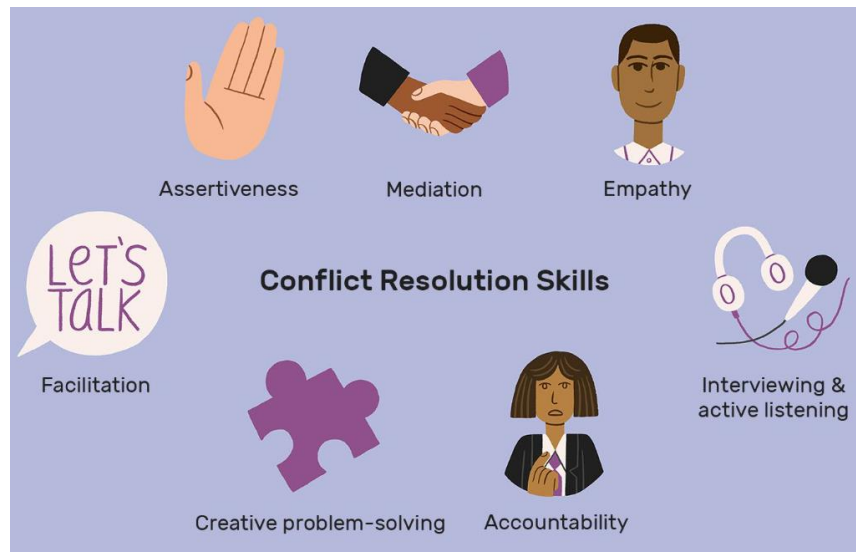 Assertiveness
Mediation
Empathy
LET'S
TALK
Conflict Resolution Skills
Facilitation
Interviewing &
active listening
Creative problem-solving
Accountability